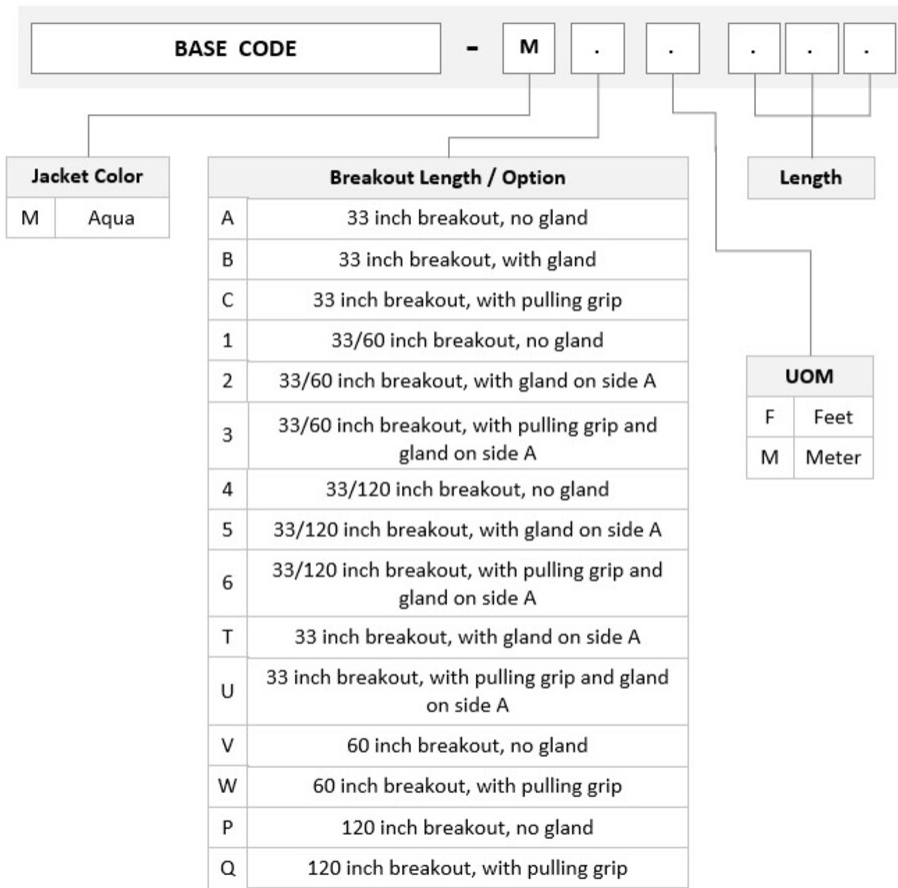 BASE CODE - M . . . . .
Jacket Color
M Aqua
Breakout Length / Option
A 33 inch breakout, no gland
B 33 inch breakout, with gland
C 33 inch breakout, with pulling grip
1 33/60 inch breakout, no gland
2 33/60 inch breakout, with gland on side A
3 33/60 inch breakout, with pulling grip and
gland on side A
4 33/120 inch breakout, no gland
5 33/120 inch breakout, with gland on side A
6 33/120 inch breakout, with pulling grip and
gland on side A
T 33 inch breakout, with gland on side A
U 33 inch breakout, with pulling grip and gland
on side A
V 60 inch breakout, no gland
W 60 inch breakout, with pulling grip
P 120 inch breakout, no gland
Q 120 inch breakout, with pulling grip
Length
UOM
F Feet
M Meter